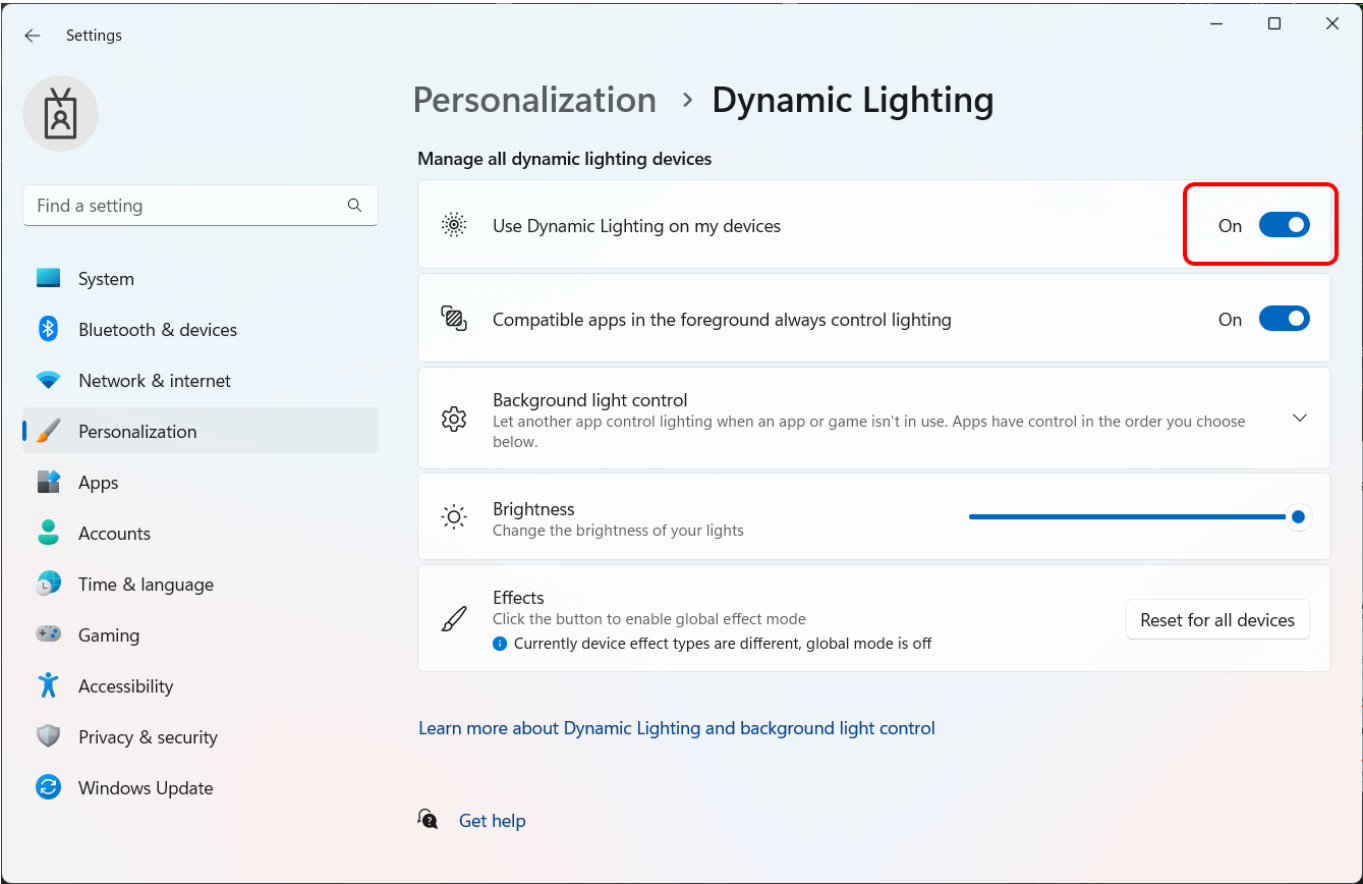 Settings
Find a setting
System
Bluetooth & devices
Network & internet
Personalization
Apps
Accounts
Time & language
Gaming
Accessibility
Privacy & security
Windows Update
Personalization › Dynamic Lighting
Manage all dynamic lighting devices
Use Dynamic Lighting on my devices On
Compatible apps in the foreground always control lighting On
Background light control
Let another app control lighting when an app or game isn't in use. Apps have control in the order you choose
below.
Brightness
Change the brightness of your lights
Effects
Click the button to enable global effect mode
Currently device effect types are different, global mode is off
Reset for all devices
Learn more about Dynamic Lighting and background light control
Get help